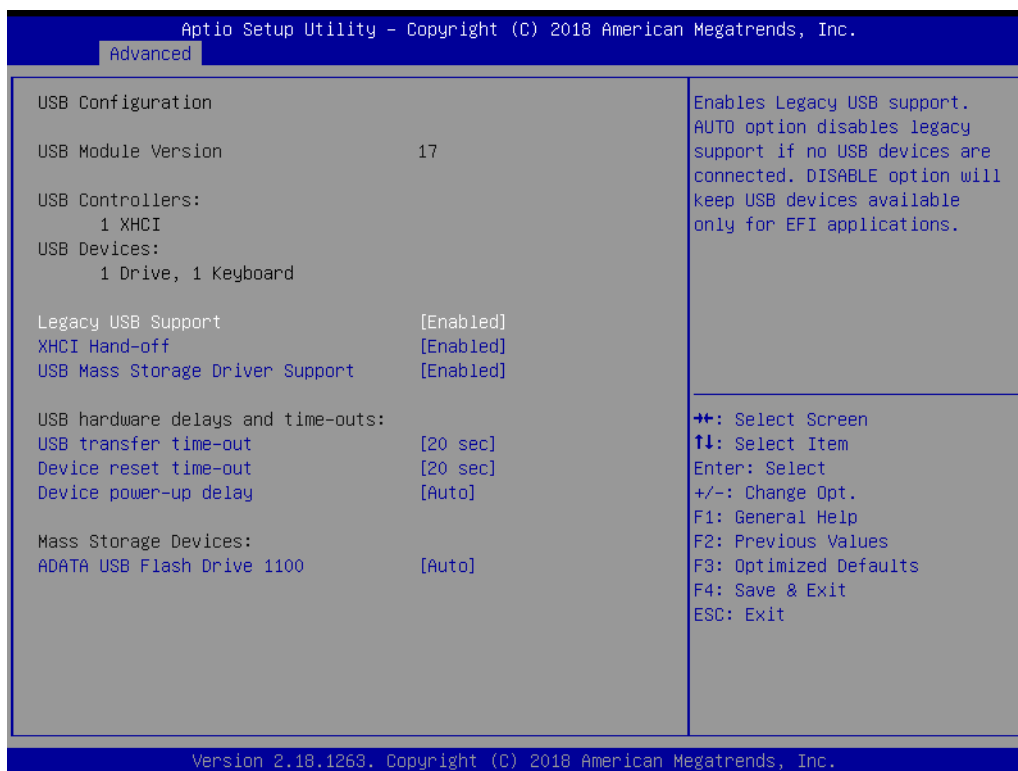 Aptio Setup Utility – Copyright (C) 2018 American Megatrends, Inc.
Advanced
USB Configuration
USB Module Version 17
USB Controllers:
1 XHCI
USB Devices:
1 Drive, 1 Keyboard
Legacy USB Support [Enabled]
XHCI Hand-off [Enabled]
USB Mass Storage Driver Support [Enabled]
USB hardware delays and time-outs:
USB transfer time-out [20 sec]
Device reset time-out [20 sec]
Device power-up delay [Auto]
Mass Storage Devices:
ADATA USB Flash Drive 1100 [Auto]
Enables Legacy USB support.
AUTO option disables legacy
support if no USB devices are
connected. DISABLE option will
keep USB devices available
only for EFI applications.
→←: Select Screen
↑↓: Select Item
Enter: Select
+/-: Change Opt.
F1: General Help
F2: Previous Values
F3: Optimized Defaults
F4: Save & Exit
ESC: Exit
Version 2.18.1263. Copyright (C) 2018 American Megatrends, Inc.